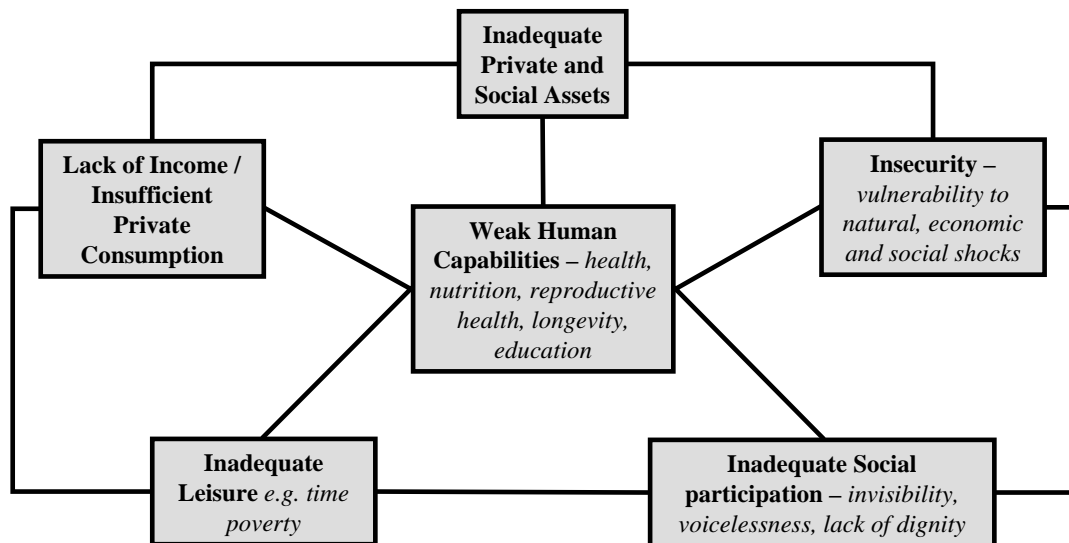 Inadequate
Private and
Social Assets
Lack of Income /
Insufficient
Private
Consumption
Insecurity –
vulnerability to
natural, economic
and social shocks
Weak Human
Capabilities – health,
nutrition, reproductive
health, longevity,
education
Inadequate
Leisure e.g. time
poverty
Inadequate Social
participation – invisibility,
voicelessness, lack of dignity